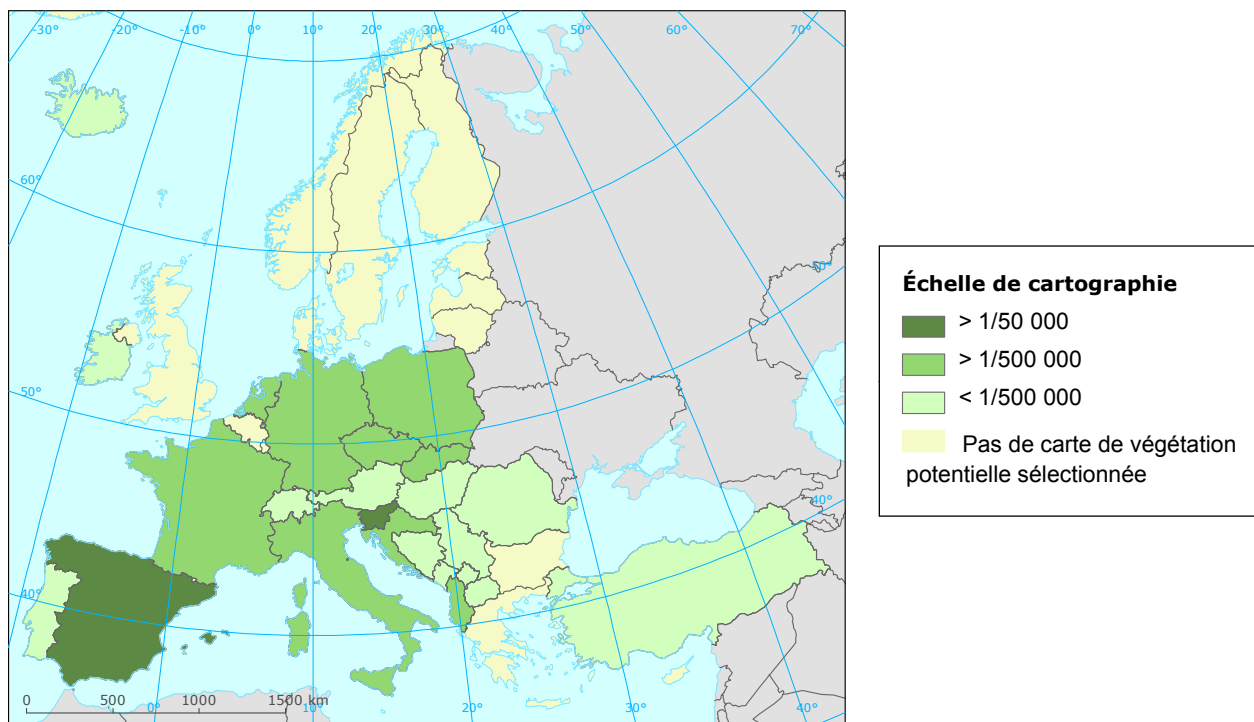 -30° -20° -10° 0° 10° 20° 30° 40° 50° 60° 70°
60°
50°
50°
40°
40°
0 500 1000 1500 km
0° 10° 20° 30° 40°
Échelle de cartographie
> 1/50 000
> 1/500 000
< 1/500 000
Pas de carte de végétation
potentielle sélectionnée